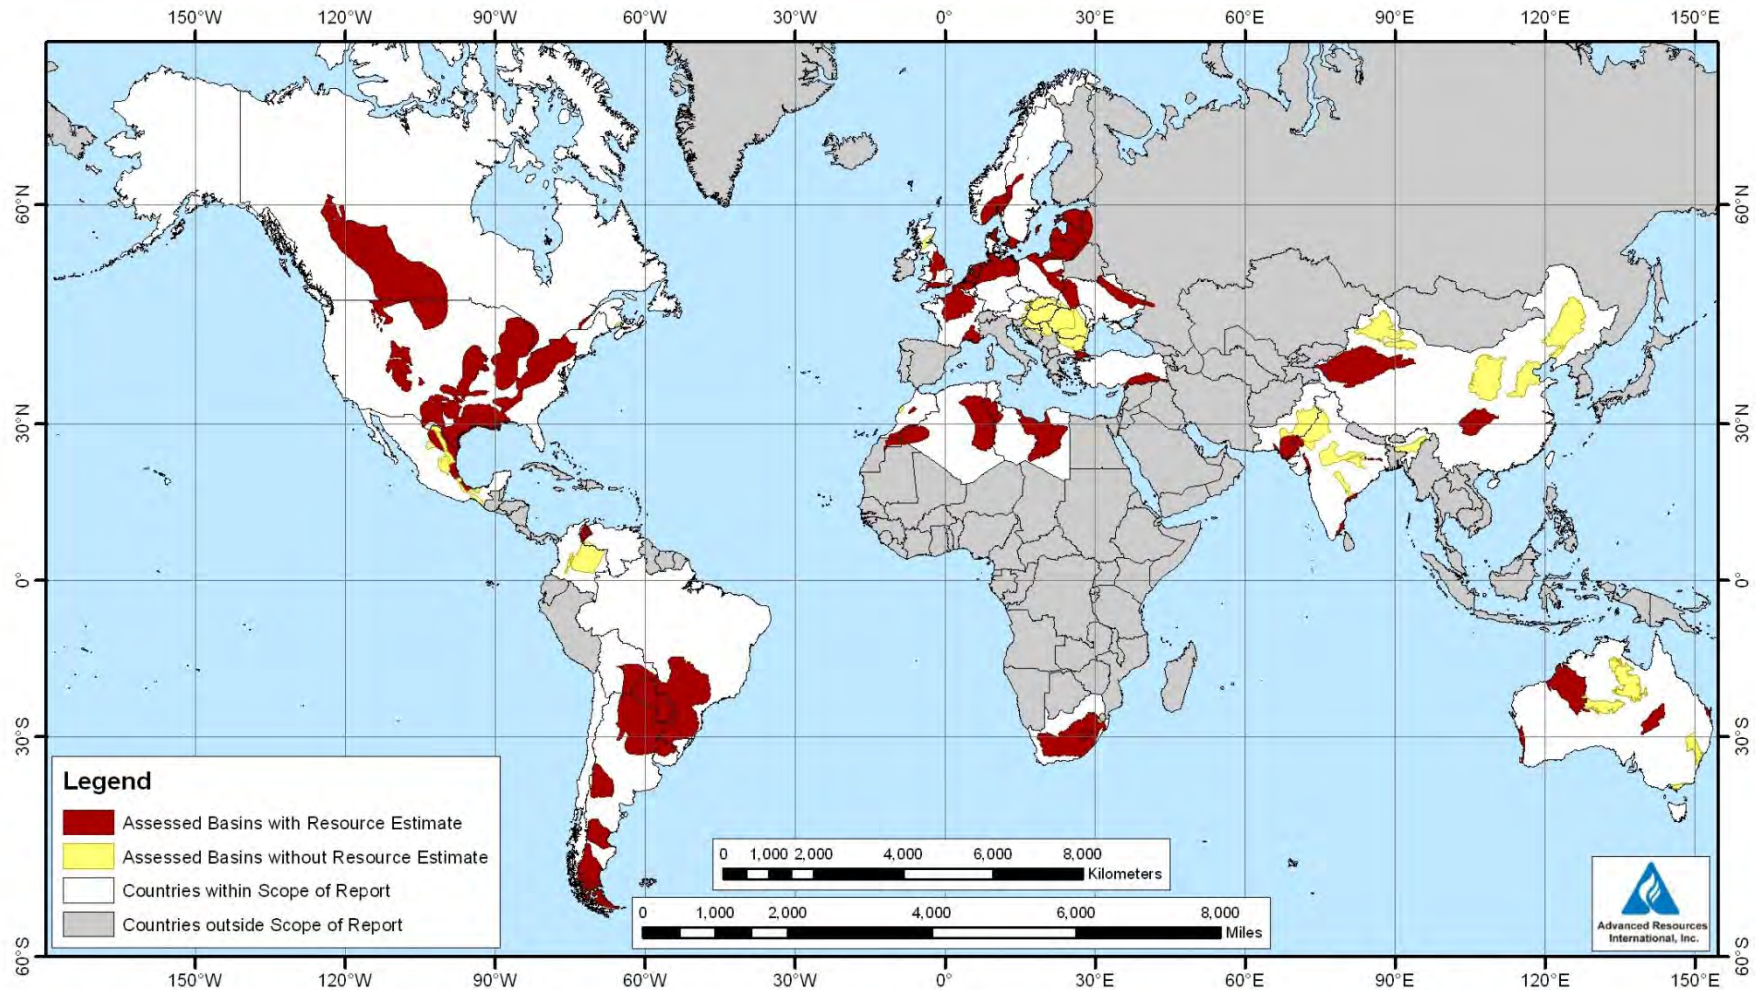 150°W 120°W 90°W 60°W 30°W 0° 30°E 60°E 90°E 120°E 150°E
60°N 60°N
30°N 30°N
0° 0°
30°S 30°S
Legend
Assessed Basins with Resource Estimate
Assessed Basins without Resource Estimate
Countries within Scope of Report
Countries outside Scope of Report
0 1,000 2,000 4,000 6,000 8,000
Kilometers
0 1,000 2,000 4,000 6,000 8,000
Miles
Advanced Resources
International, Inc.
60°S 60°S
150°W 120°W 90°W 60°W 30°W 0° 30°E 60°E 90°E 120°E 150°E